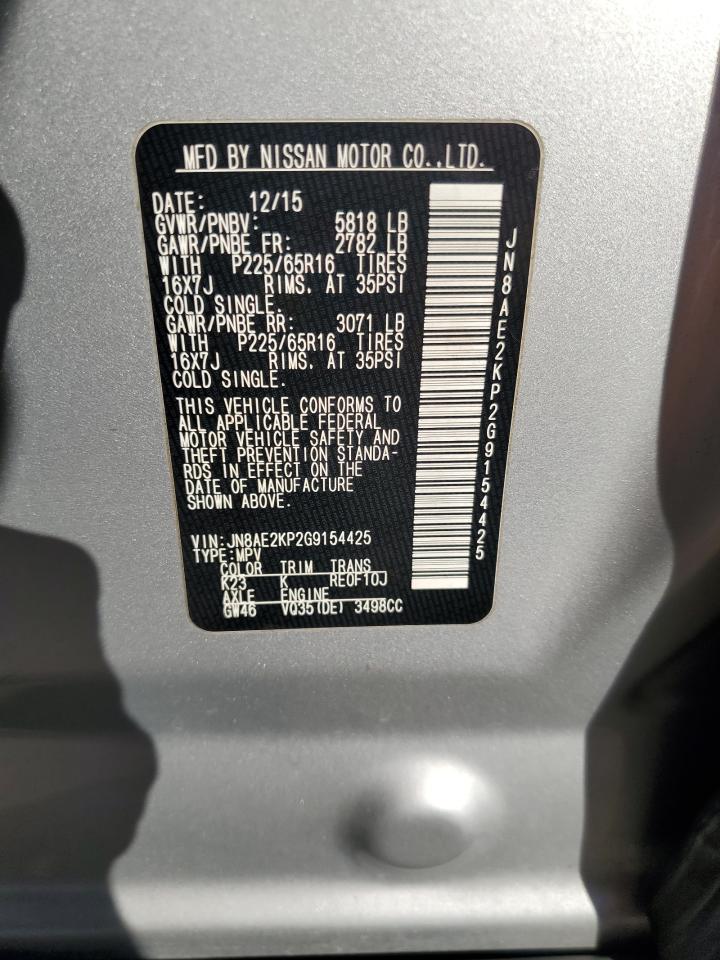 MFD BY NISSAN MOTOR CO.,LTD.
DATE: 12/15
GVWR/PNBV: 5818 LB
GAWR/PNBE FR: 2782 LB
WITH P225/65R16 TIRES
16X7J RIMS, AT 35PSI
COLD SINGLE.
GAWR/PNBE RR: 3071 LB
WITH P225/65R16 TIRES
16X7J RIMS, AT 35PSI
COLD SINGLE.
THIS VEHICLE CONFORMS TO
ALL APPLICABLE FEDERAL
MOTOR VEHICLE SAFETY AND
THEFT PREVENTION STANDA-
RDS IN EFFECT ON THE
DATE OF MANUFACTURE
SHOWN ABOVE.
VIN:JN8AE2KP2G9154425
TYPE:MPV
COLOR TRIM TRANS
K23 K RE0F10J
AXLE ENGINE
GW46 VQ35(DE) 3498CC
JN8AE2KP2G9154425